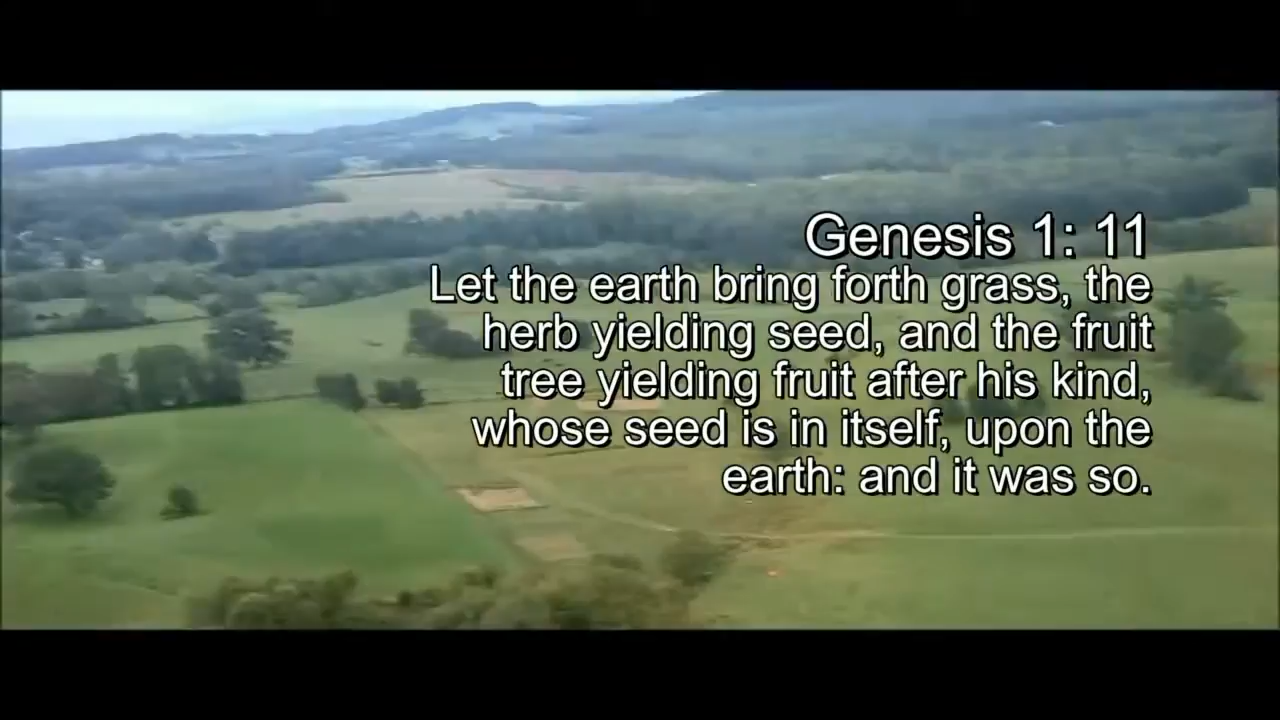 Genesis 1: 11
Let the earth bring forth grass, the
herb yielding seed, and the fruit
tree yielding fruit after his kind,
whose seed is in itself, upon the
earth: and it was so.